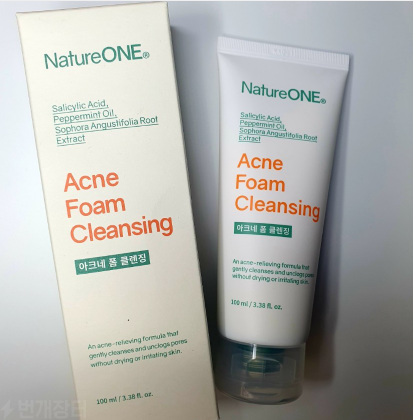 NatureONE®
Salicylic Acid,
Peppermint Oil,
Sophora Angustifolia Root
Extract
Acne
Foam
Cleansing
아크네 폼 클렌징
An acne-relieving formula that
gently cleanses and unclogs pores
without drying or irritating skin.
100 ml / 3.38 fl. oz.
NatureONE®
Salicylic Acid,
Peppermint Oil,
Sophora Angustifolia Root
Extract
Acne
Foam
Cleansing
아크네 폼 클렌징
An acne-relieving formula that
gently cleanses and unclogs pores
without drying or irritating skin.
100 ml / 3.38 fl. oz.
번개장터